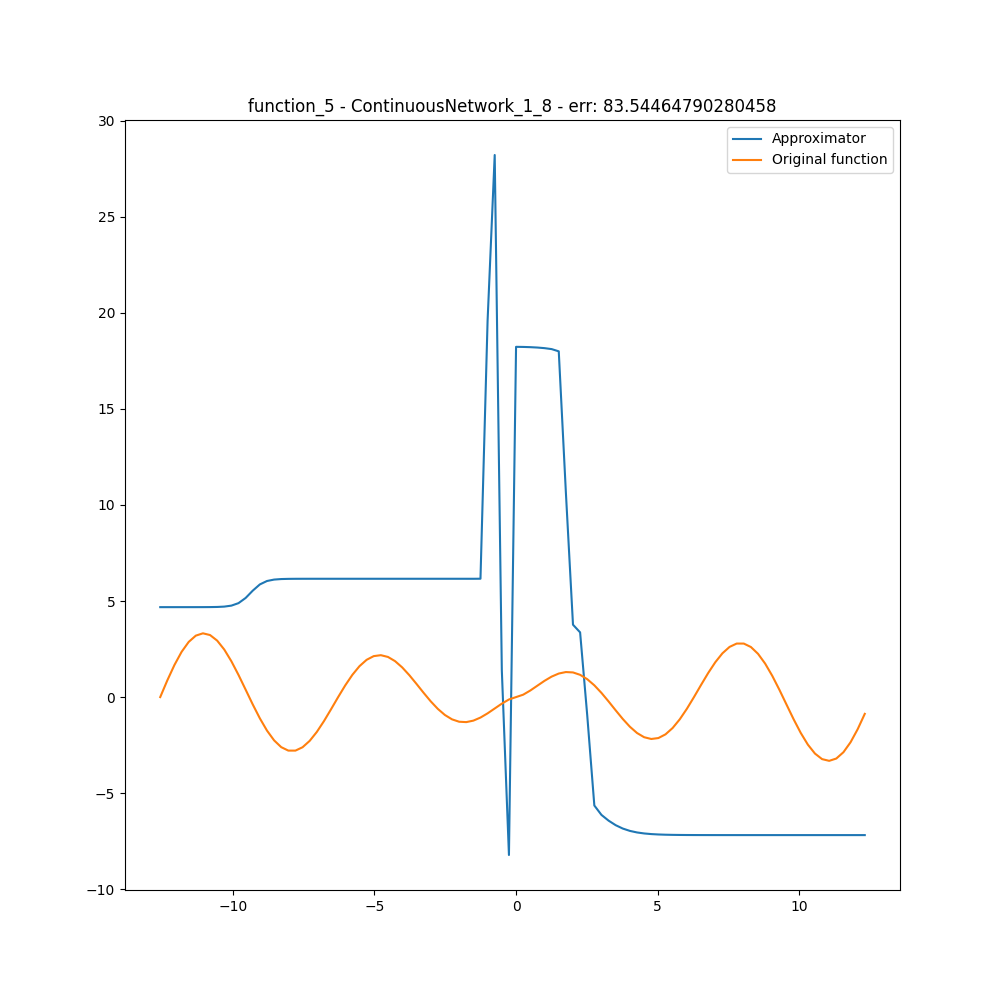 function_5 - ContinuousNetwork_1_8 - err: 83.54464790280458
Approximator
Original function
30
25
20
15
10
5
0
−5
−10
−10 −5 0 5 10